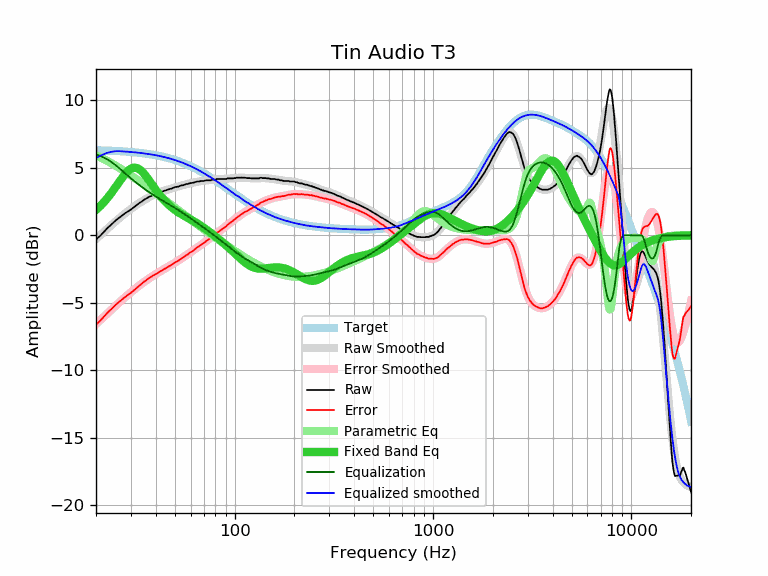 Tin Audio T3
10
5
0
−5
−10
−15
−20
Amplitude (dBr)
100
1000
10000
Frequency (Hz)
Target
Raw Smoothed
Error Smoothed
Raw
Error
Parametric Eq
Fixed Band Eq
Equalization
Equalized smoothed